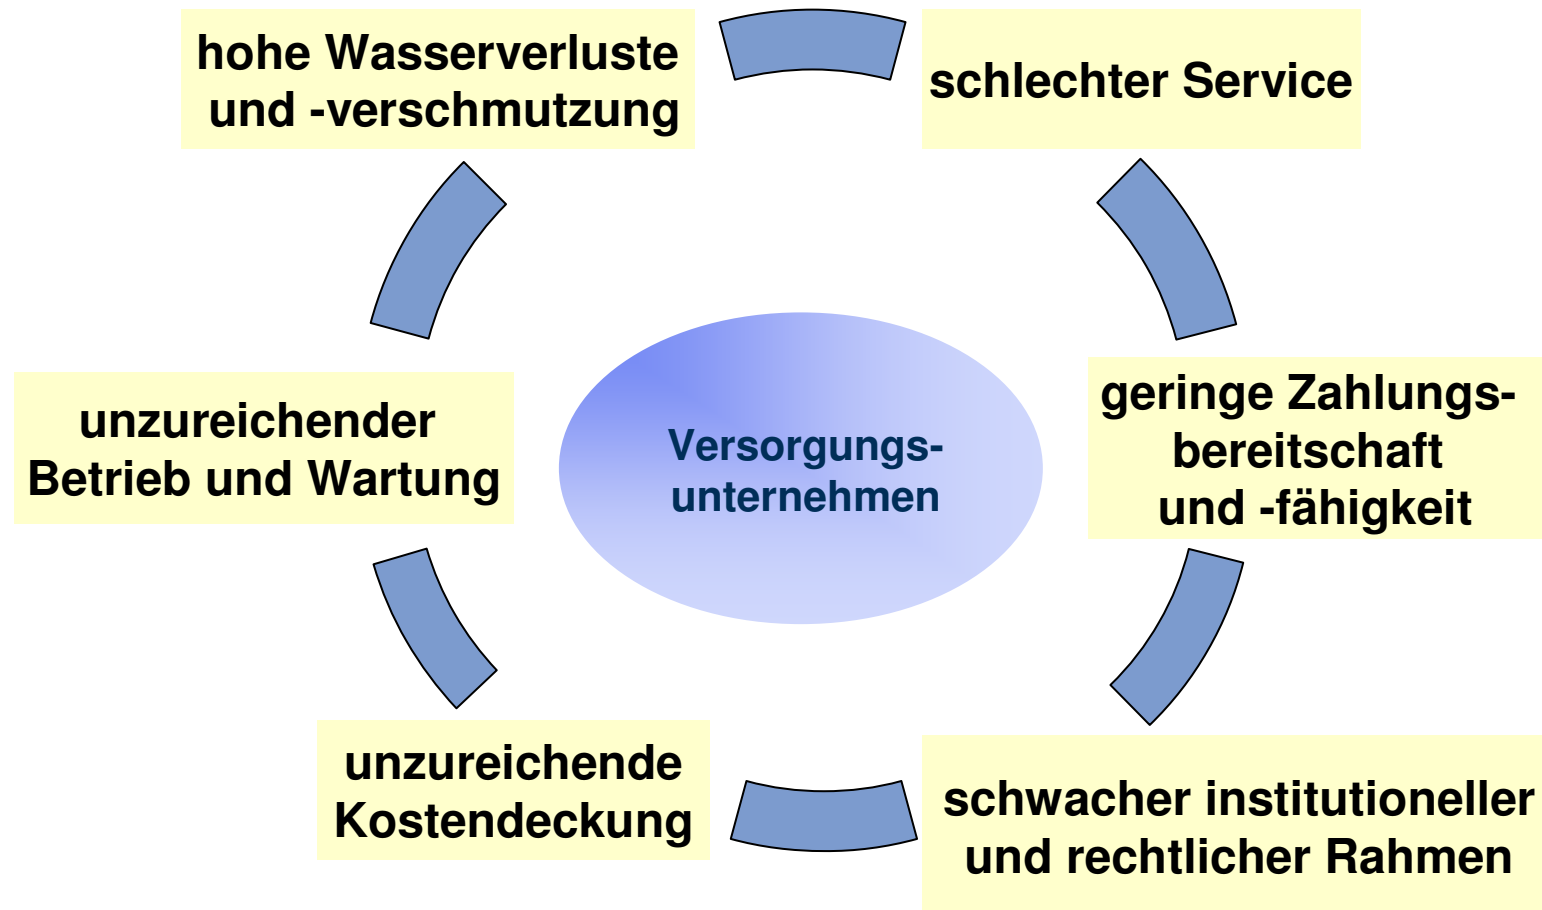 hohe Wasserverluste
und -verschmutzung
schlechter Service
geringe Zahlungs-
bereitschaft
und -fähigkeit
schwacher institutioneller
und rechtlicher Rahmen
unzureichende
Kostendeckung
unzureichender
Betrieb und Wartung
Versorgungs-
unternehmen